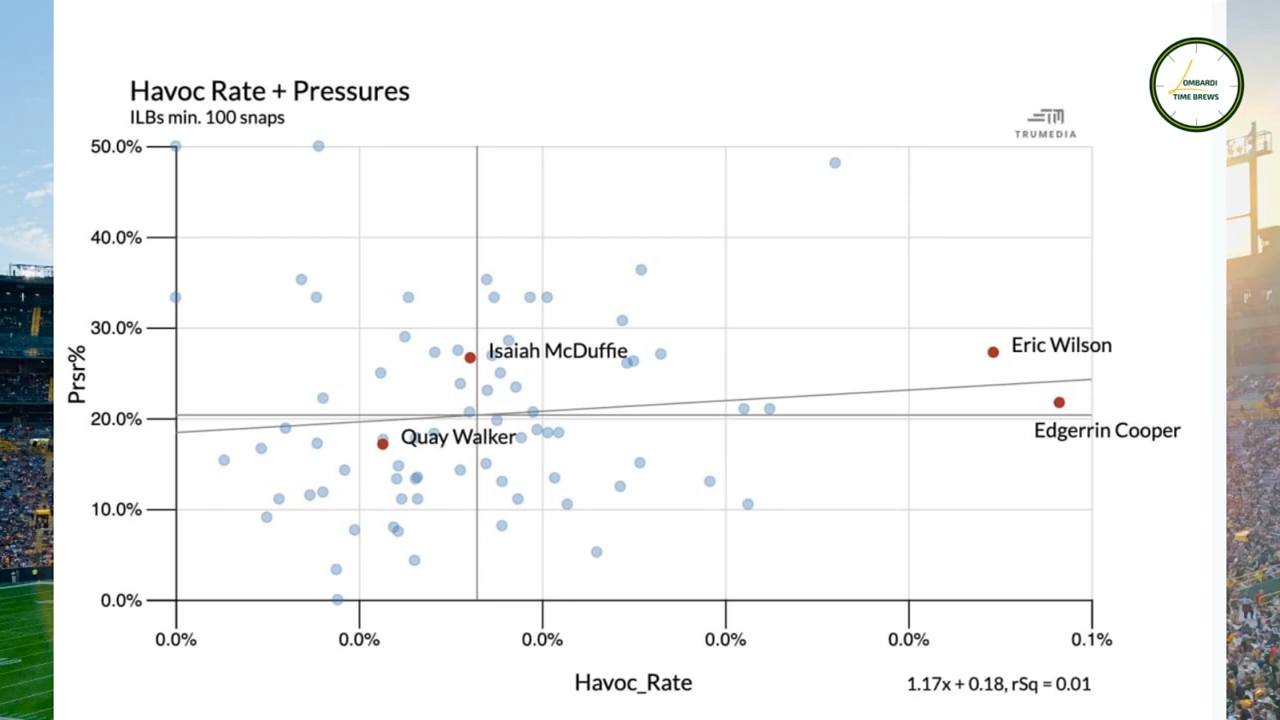 Havoc Rate + Pressures
ILBs min. 100 snaps
OMBARDI
TIME BREWS
TRUMEDIA
50.0%
40.0%
30.0%
20.0%
10.0%
0.0%
Prsr%
Isaiah McDuffie
Eric Wilson
Quay Walker
Edgerrin Cooper
0.0%
0.0%
0.0%
0.0%
0.0%
0.1%
Havoc_Rate
1.17x + 0.18, rSq = 0.01